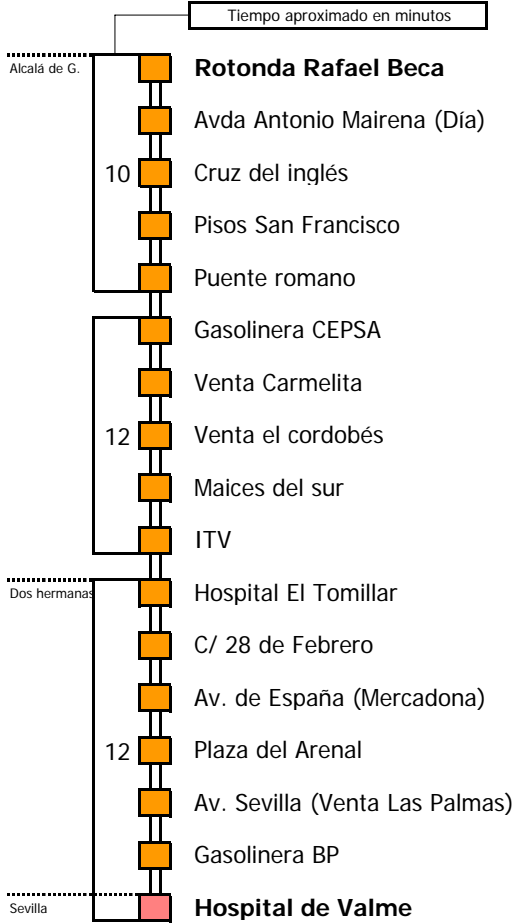 Tiempo aproximado en minutos
Alcalá de G.
Rotonda Rafael Beca
Avda Antonio Mairena (Día)
10
Cruz del inglés
Pisos San Francisco
Puente romano
Gasolinera CEPSA
Venta Carmelita
12
Venta el cordobés
Maices del sur
ITV
Dos hermanas
Hospital El Tomillar
C/ 28 de Febrero
Av. de España (Mercadona)
12
Plaza del Arenal
Av. Sevilla (Venta Las Palmas)
Gasolinera BP
Sevilla
Hospital de Valme